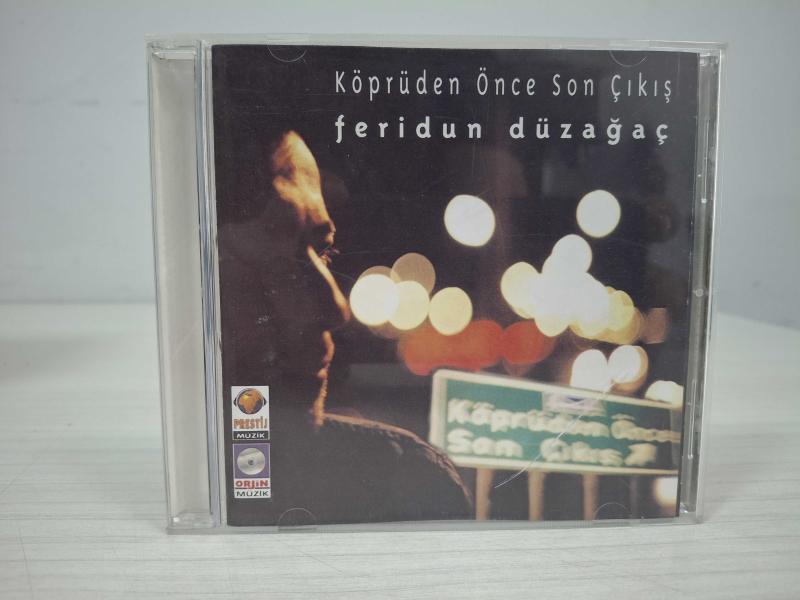 Köprüden Önce Son Çıkış
feridun düzağaç
PRESTİJ
MÜZİK
ORJİN
MÜZİK
Köprüden Önce
Son Çıkış